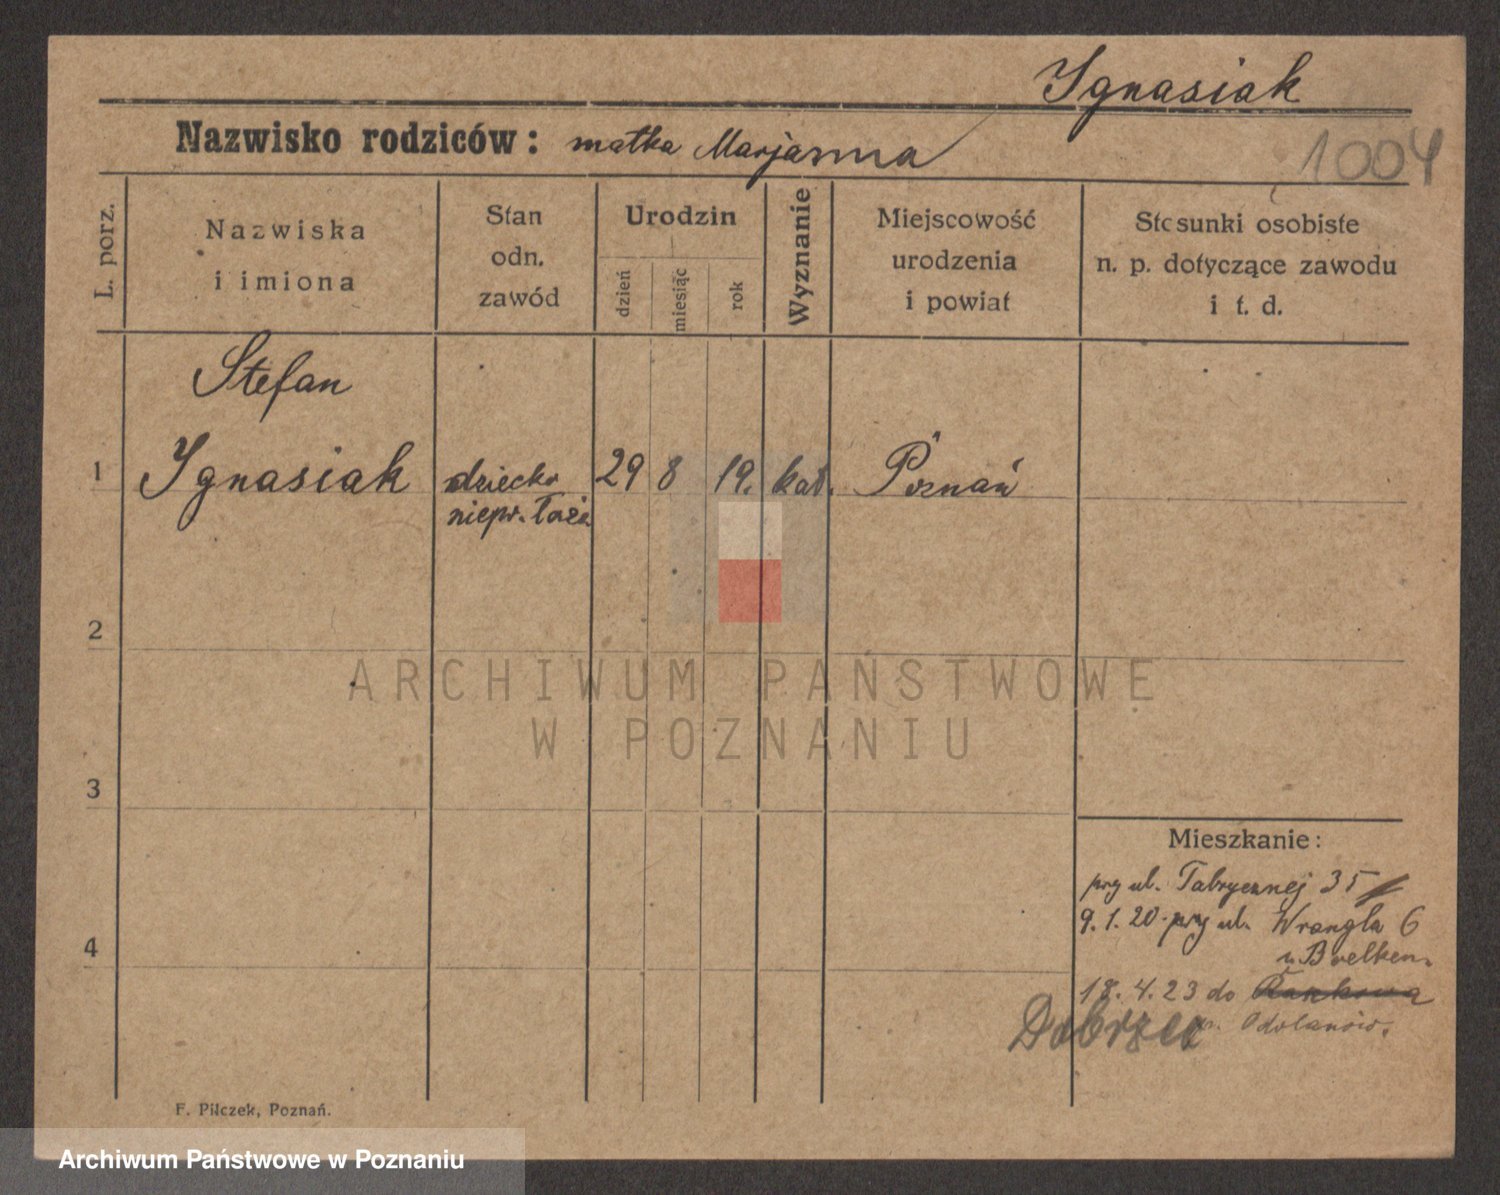 Ignasiak
Nazwisko rodziców: matka Marjanna
1004
L. porz.
Nazwiska
i imiona
Stan
odn.
zawód
Urodzin
dzień
miesiąc
rok
Wyznanie
Miejscowość
urodzenia
i powiat
Stosunki osobiste
n. p. dotyczące zawodu
i t. d.
Stefan
1 Ignasiak dziecko 29 8 19. kat. Poznań
niepr. łoża
2
3
4
ARCHIWUM PAŃSTWOWE
W POZNANIU
Mieszkanie:
przy ul. Fabrycznej 35
9.1.20 przy ul. Wrangla 6
u Boelken.
18.4.23 do
Dobrzec Odolanów.
F. Pilczek, Poznań.
Archiwum Państwowe w Poznaniu